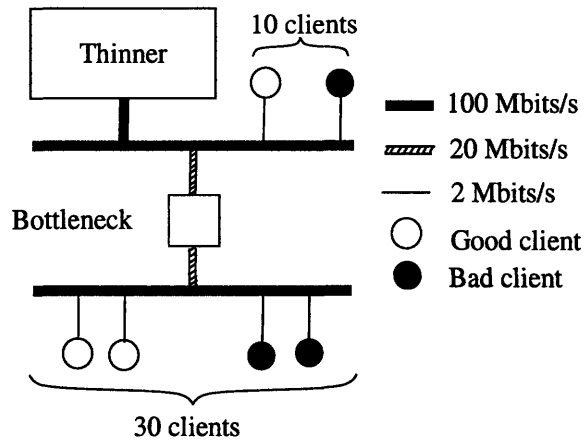 10 clients
Thinner
100 Mbits/s
20 Mbits/s
2 Mbits/s
Bottleneck
Good client
Bad client
30 clients